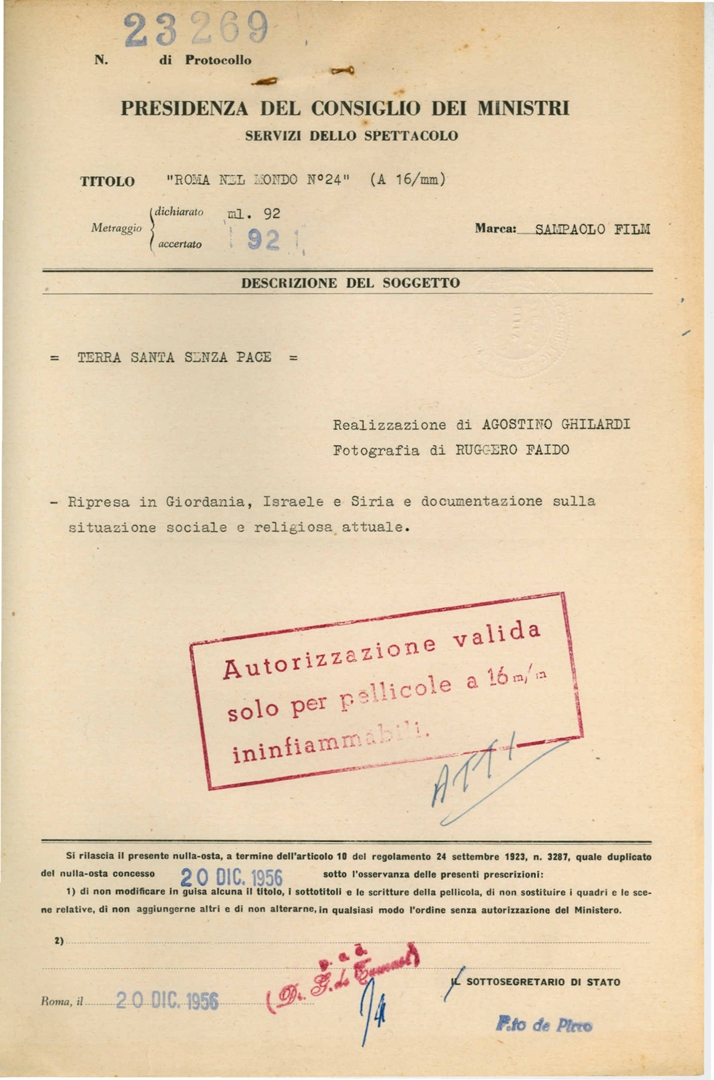 23269
N. di Protocollo
PRESIDENZA DEL CONSIGLIO DEI MINISTRI
SERVIZI DELLO SPETTACOLO
TITOLO "ROMA NEL MONDO N°24" (A 16/mm)
Metraggio dichiarato ml. 92
accertato 92
Marca: SAMPAOLO FILM
DESCRIZIONE DEL SOGGETTO
= TERRA SANTA SENZA PACE =
Realizzazione di AGOSTINO GHILARDI
Fotografia di RUGGERO FAIDO
- Ripresa in Giordania, Israele e Siria e documentazione sulla
situazione sociale e religiosa attuale.
Autorizzazione valida
solo per pellicole a 16 m/m
ininfiammabili.
ATTI
Si rilascia il presente nulla-osta, a termine dell'articolo 10 del regolamento 24 settembre 1923, n. 3287, quale duplicato
del nulla-osta concesso 20 DIC. 1956 sotto l'osservanza delle presenti prescrizioni:
1) di non modificare in guisa alcuna il titolo, i sottotitoli e le scritture della pellicola, di non sostituire i quadri e le sce-
ne relative, di non aggiungerne altri e di non alterarne, in qualsiasi modo l'ordine senza autorizzazione del Ministero.
2)
p. a. d.
(Dr. G. de Tomasi)
IL SOTTOSEGRETARIO DI STATO
Roma, il 20 DIC. 1956
F.to de Pirro